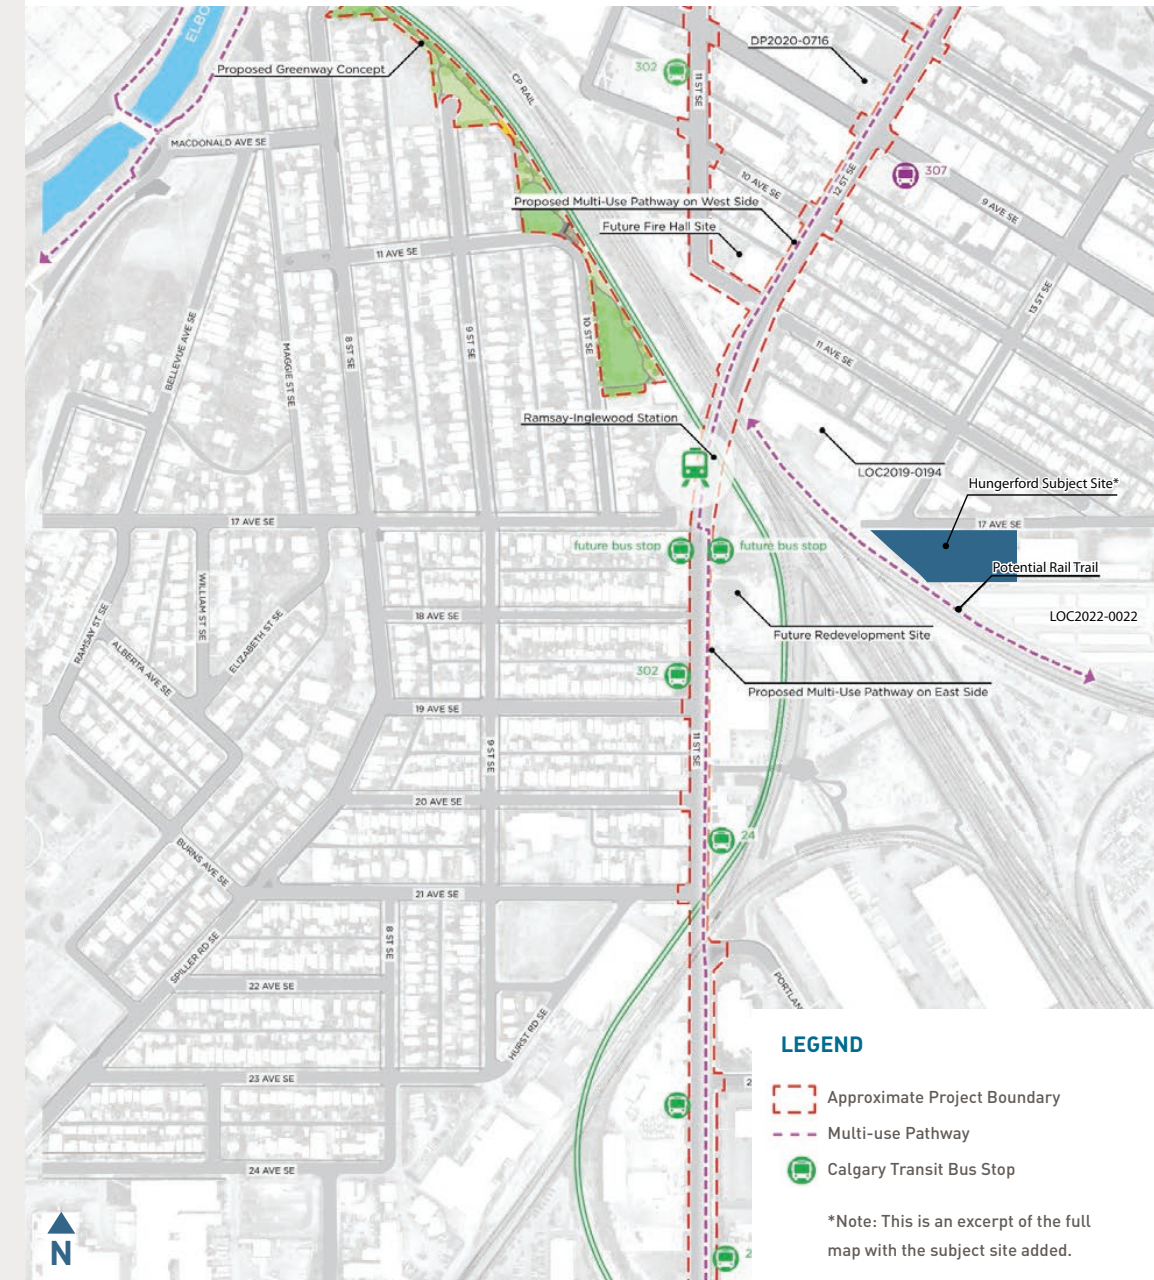 ELBO
DP2020-0716
302
Proposed Greenway Concept
CP RAIL
11 ST SE
MACDONALD AVE SE
307
10 AVE SE
12 ST SE
Proposed Multi-Use Pathway on West Side
9 AVE SE
Future Fire Hall Site
11 AVE SE
13 ST SE
BELLEVUE AVE SE
MAGGIE ST SE
8 ST SE
9 ST SE
10 ST SE
11 AVE SE
Ramsay-Inglewood Station
LOC2019-0194
Hungerford Subject Site*
17 AVE SE
17 AVE SE
future bus stop
future bus stop
Potential Rail Trail
WILLIAM ST SE
RAMSAY ST SE
ELIZABETH ST SE
18 AVE SE
LOC2022-0022
Future Redevelopment Site
ALBERTA AVE SE
302
Proposed Multi-Use Pathway on East Side
19 AVE SE
9 ST SE
11 ST SE
20 AVE SE
24
BURNS AVE SE
21 AVE SE
8 ST SE
SPILLER RD SE
22 AVE SE
PORTLAN
HURST RD SE
23 AVE SE
2
24 AVE SE
2
N
LEGEND
Approximate Project Boundary
Multi-use Pathway
Calgary Transit Bus Stop
*Note: This is an excerpt of the full
map with the subject site added.